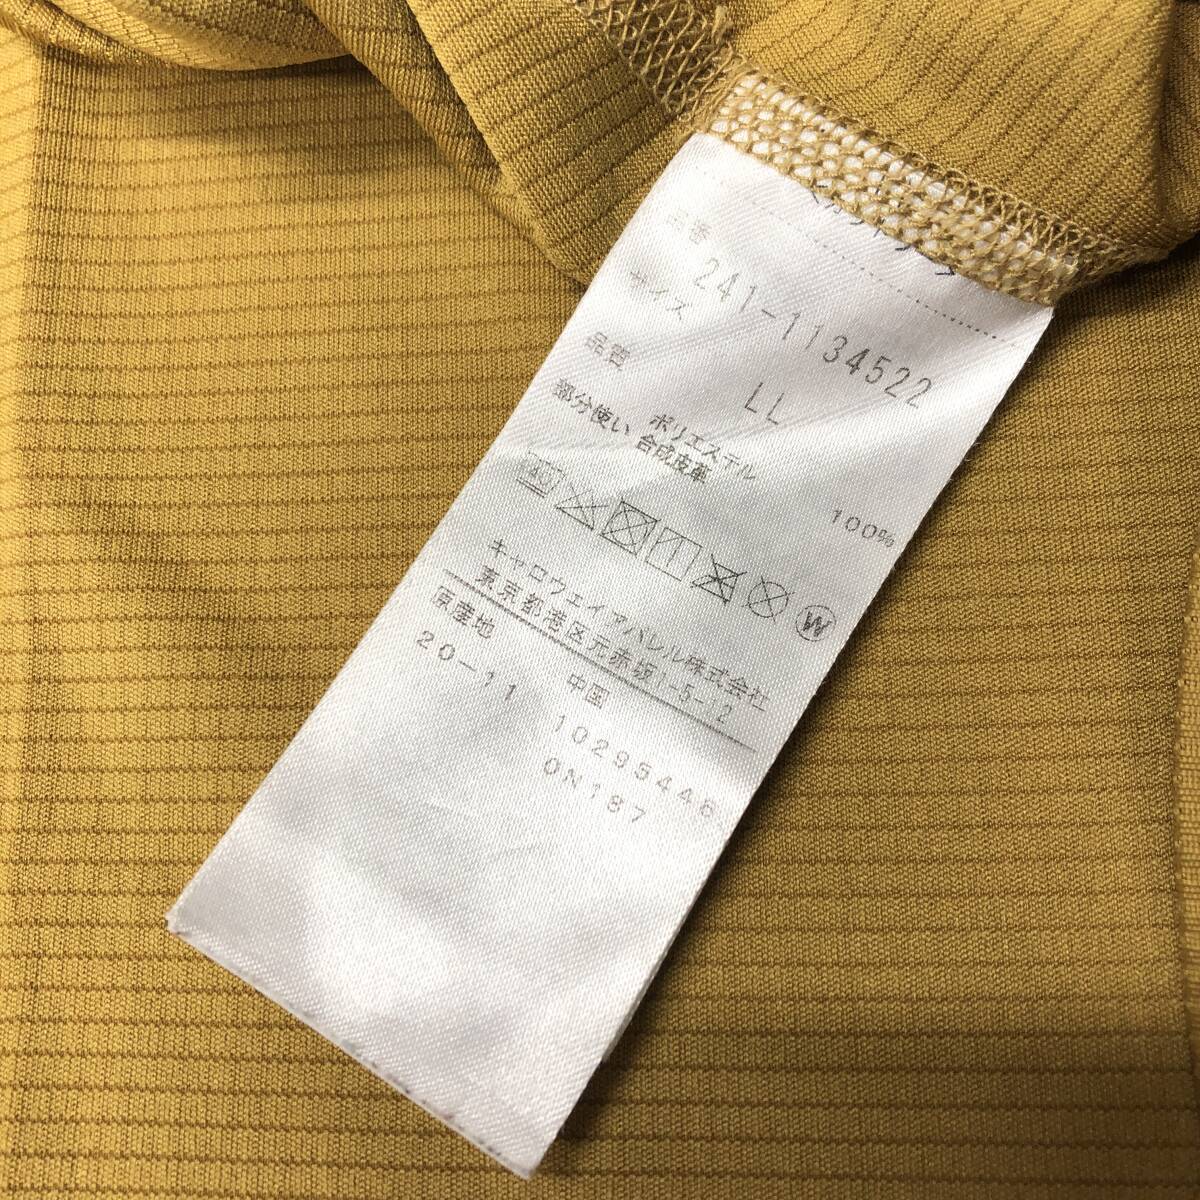 品番 241-1134522
サイズ LL
品質
ポリエステル 100%
部分使い 合成皮革
40
W
キャロウェイアパレル株式会社
東京都港区元赤坂1-5-12
原産地 中国
20-11 10295446
0N187